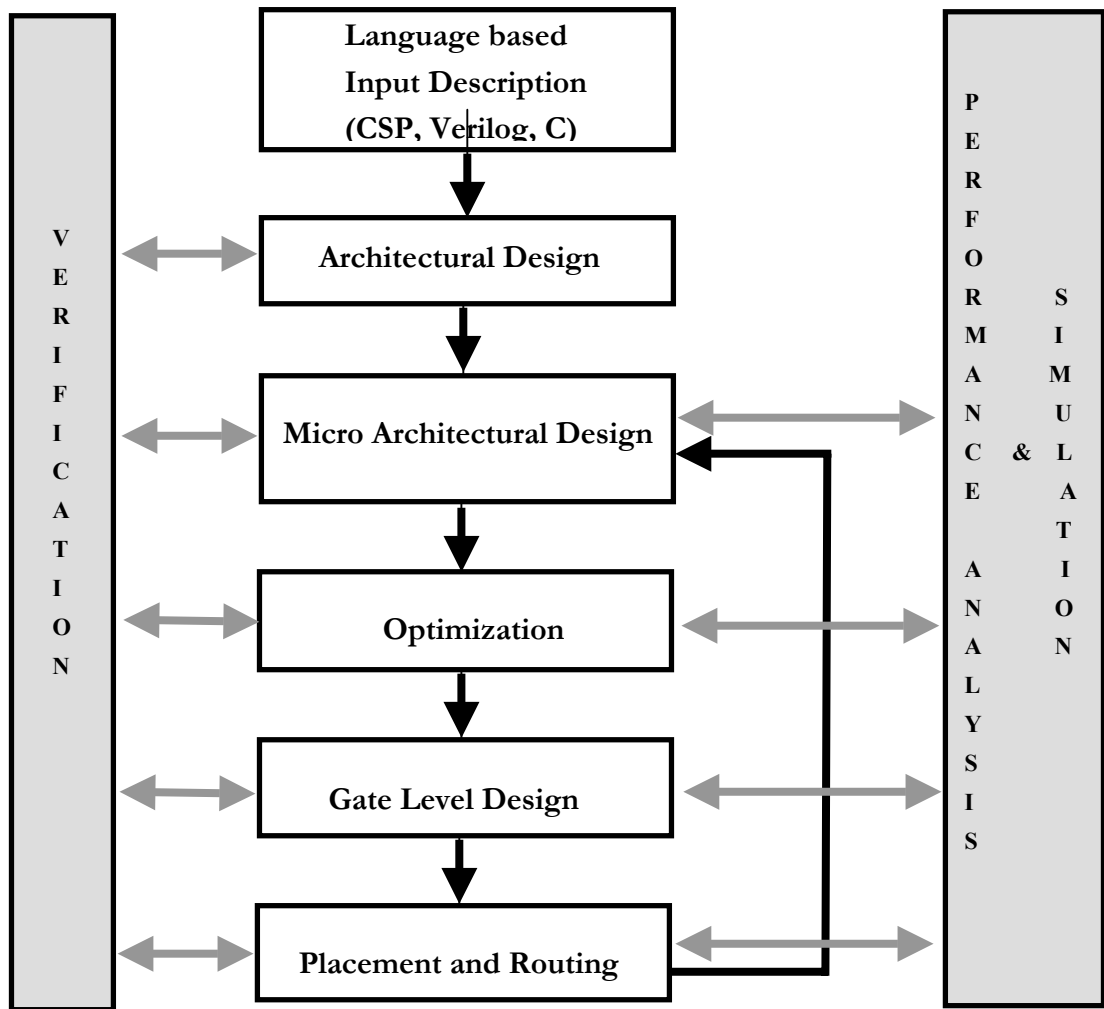 Language based
Input Description
(CSP, Verilog, C)
Architectural Design
Micro Architectural Design
Optimization
Gate Level Design
Placement and Routing
VERIFICATION
PERFORMANCE ANALYSIS
&
SIMULATION